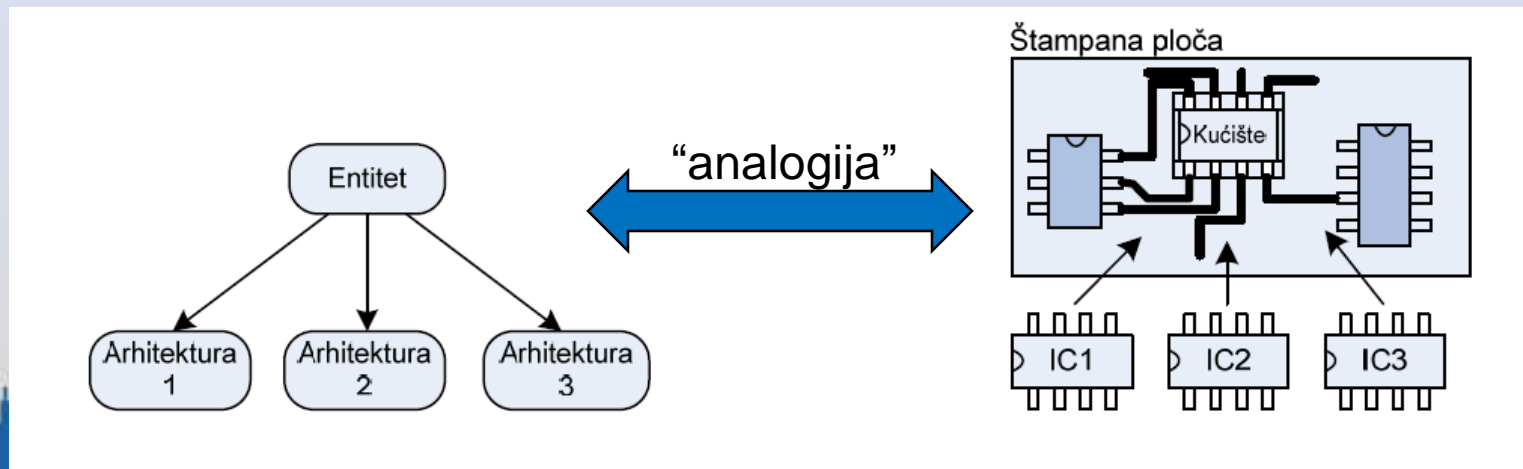 Entitet
Arhitektura
1
Arhitektura
2
Arhitektura
3
“analogija”
Štampana ploča
Kućište
IC1
IC2
IC3